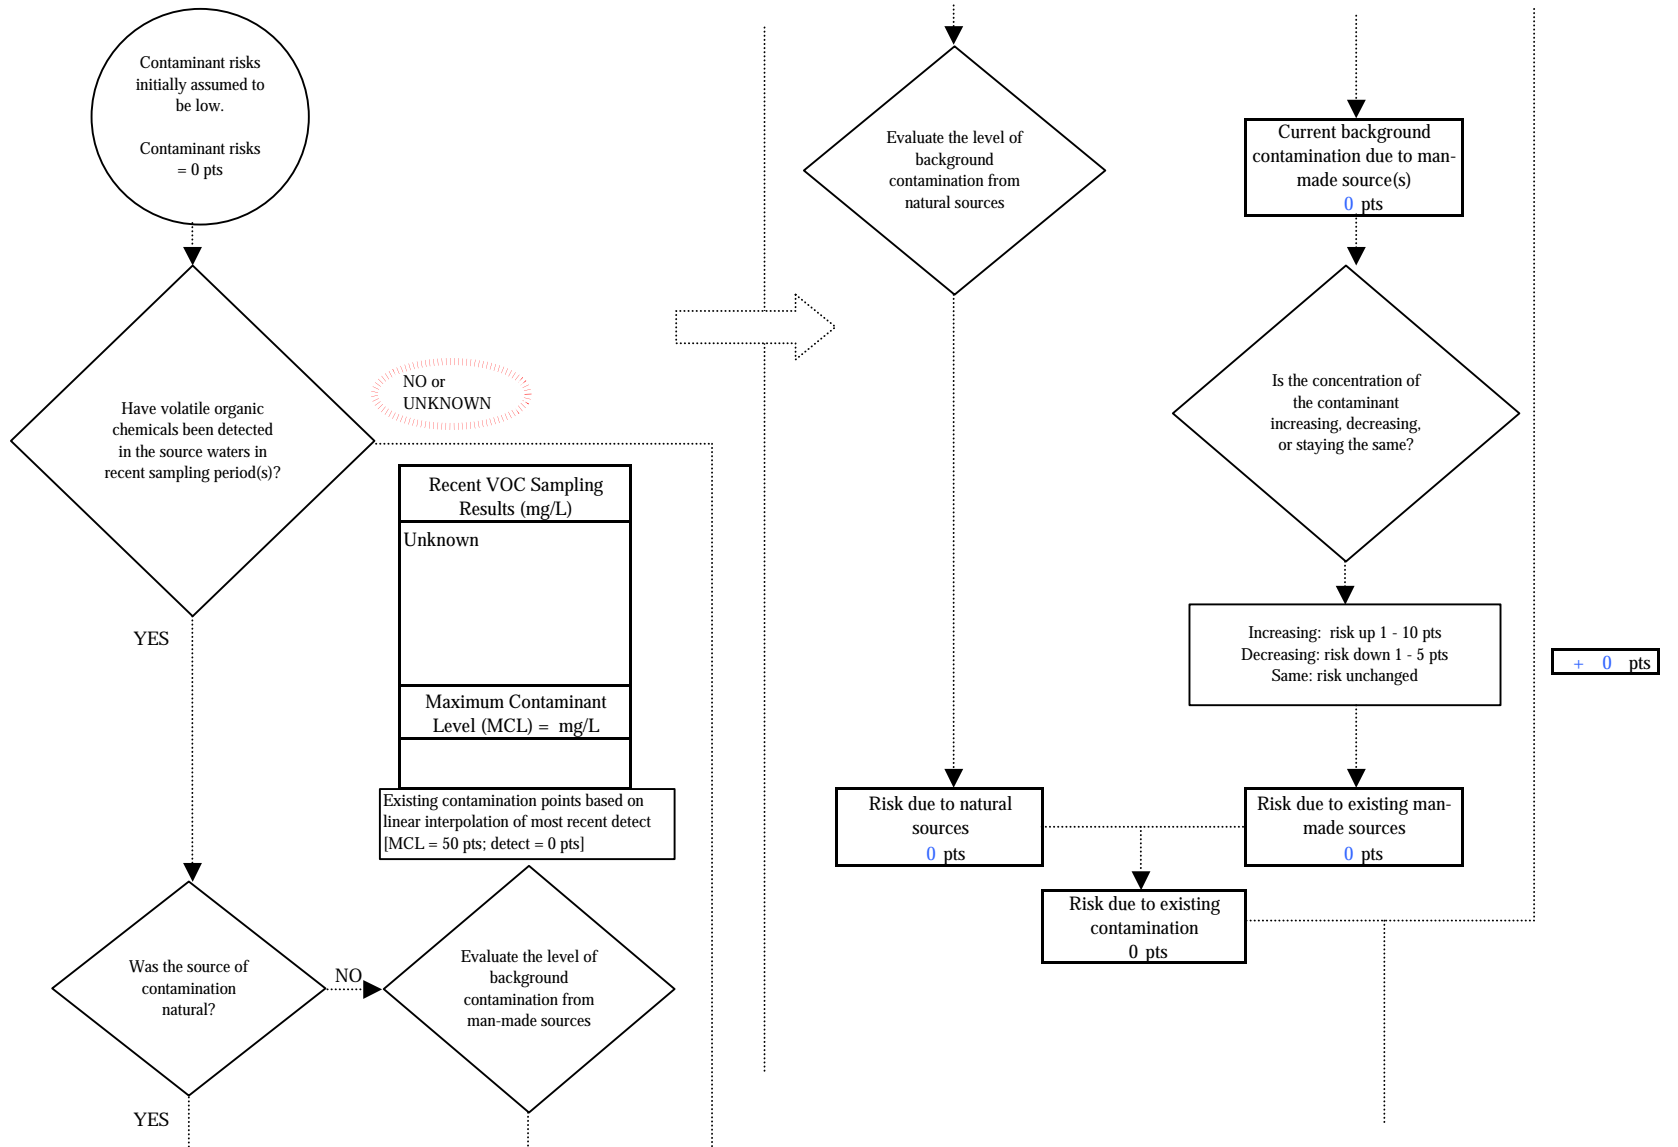 Contaminant risks
initially assumed to
be low.
Contaminant risks
= 0 pts
Have volatile organic
chemicals been detected
in the source waters in
recent sampling period(s)?
NO or
UNKNOWN
YES
Recent VOC Sampling
Results (mg/L)
Unknown
Maximum Contaminant
Level (MCL) = mg/L
Existing contamination points based on
linear interpolation of most recent detect
[MCL = 50 pts; detect = 0 pts]
Was the source of
contamination
natural?
NO
YES
Evaluate the level of
background
contamination from
man-made sources
Evaluate the level of
background
contamination from
natural sources
Current background
contamination due to man-
made source(s)
0 pts
Is the concentration of
the contaminant
increasing, decreasing,
or staying the same?
Increasing: risk up 1 - 10 pts
Decreasing: risk down 1 - 5 pts
Same: risk unchanged
+ 0 pts
Risk due to natural
sources
0 pts
Risk due to existing man-
made sources
0 pts
Risk due to existing
contamination
0 pts